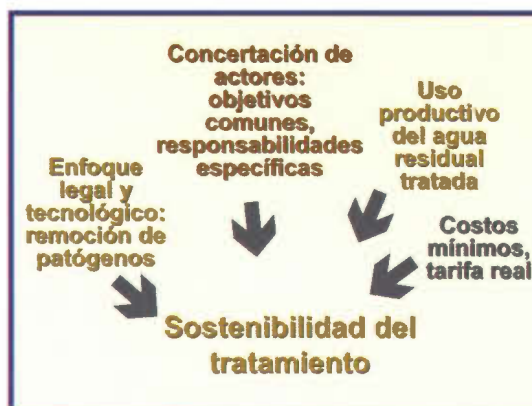 Concertación de
actores:
objetivos
comunes,
responsabilidades
específicas
Uso
productivo
del agua
residual
tratada
Enfoque
legal y
tecnológico:
remoción de
patógenos
Costos
mínimos,
tarifa real
Sostenibilidad del
tratamiento